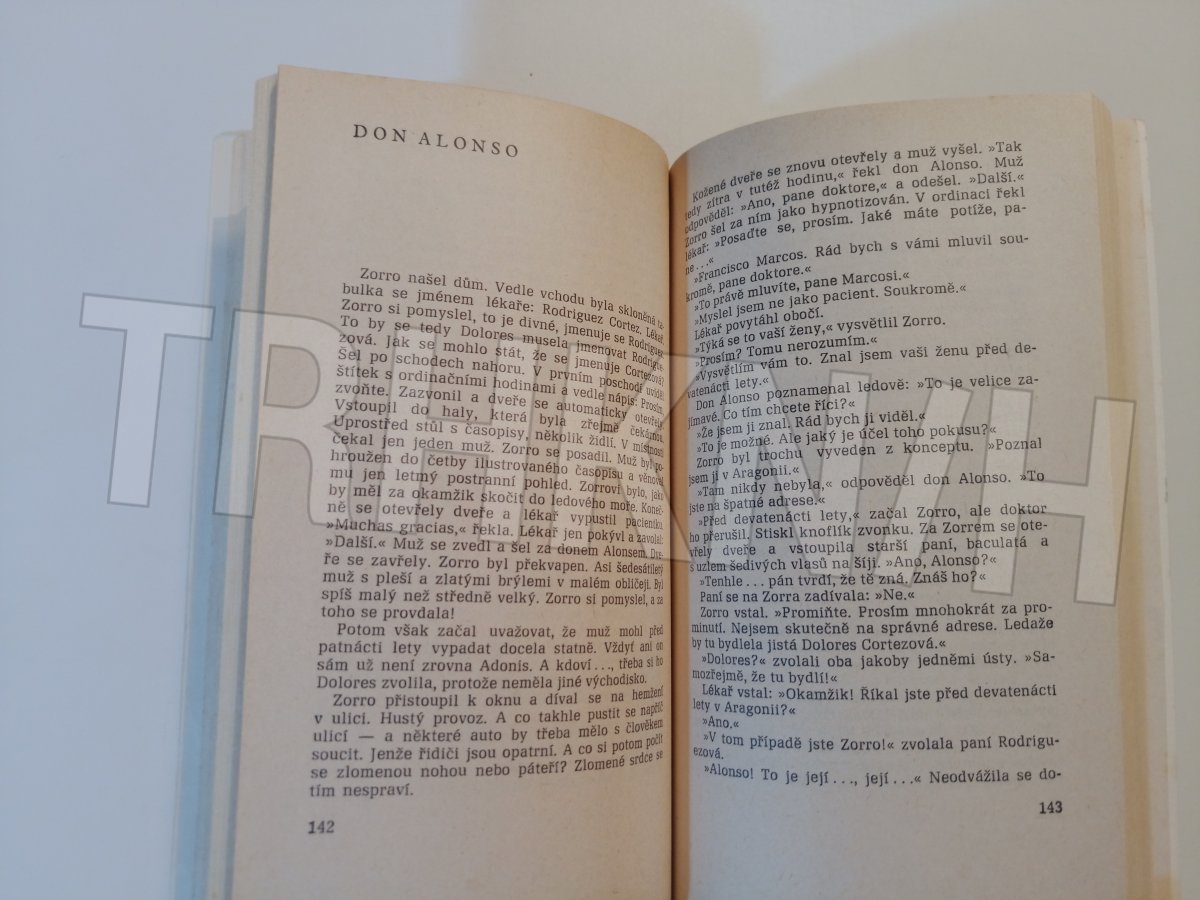 DON ALONSO
Zorro našel dům. Vedle vchodu byla skloněná ta-
bulka se jménem lékaře: Rodriguez Cortez. Lékař.
Zorro si pomyslel, to je divné, jmenuje se Rodriguez
To by se tedy Dolores musela jmenovat Rodrigue-
zová. Jak se mohlo stát, že se jmenuje Cortezová?
Šel po schodech nahoru. V prvním poschodí uviděl
štítek s ordinačními hodinami a vedle nápis: Prosím,
zvoňte. Zazvonil a dveře se automaticky otevřely.
Vstoupil do haly, která byla zřejmě čekárnou.
Uprostřed stůl s časopisy, několik židlí. V místnosti
čekal jen jeden muž. Zorro se posadil. Muž byl po-
hroužen do četby ilustrovaného časopisu a věnoval
mu jen letmý postranní pohled. Zorrovi bylo, jako
by měl za okamžik skočit do ledového moře. Koneč-
ně se otevřely dveře a lékař vypustil pacientku.
»Muchas gracias,« řekla. Lékař jen pokývl a zavolal:
»Další.« Muž se zvedl a šel za donem Alonsem. Dve-
ře se zavřely. Zorro byl překvapen. Asi šedesátiletý
muž s pleší a zlatými brýlemi v malém obličeji. Byl
spíš malý než středně velký. Zorro si pomyslel, a za
toho se provdala!
Potom však začal uvažovat, že muž mohl před
patnácti lety vypadat docela statně. Vždyť ani on
sám už není zrovna Adonis. A kdoví..., třeba si ho
Dolores zvolila, protože neměla jiné východisko.
Zorro přistoupil k oknu a díval se na hemžení
v ulici. Hustý provoz. A co takhle pustit se napříč
ulicí — a některé auto by třeba mělo s člověkem
soucit. Jenže řidiči jsou opatrní. A co si potom počít
se zlomenou nohou nebo páteří? Zlomené srdce se
tím nespraví.
142
Kožené dveře se znovu otevřely a muž vyšel. »Tak
tedy zítra v tutéž hodinu,« řekl don Alonso. Muž
odpověděl: »Ano, pane doktore,« a odešel. »Další.«
Zorro šel za ním jako hypnotizován. V ordinaci řekl
lékař: »Posaďte se, prosím. Jaké máte potíže, pa-
ne...«
»Francisco Marcos. Rád bych s vámi mluvil sou-
kromě, pane doktore.«
»To právě mluvíte, pane Marcosi.«
»Myslel jsem ne jako pacient. Soukromě.«
Lékař povytáhl obočí.
»Týká se to vaší ženy,« vysvětlil Zorro.
»Prosím? Tomu nerozumím.«
»Vysvětlím vám to. Znal jsem vaši ženu před de-
vatenácti lety.«
Don Alonso poznamenal ledově: »To je velice za-
jímavé. Co tím chcete říci?«
»Že jsem ji znal. Rád bych ji viděl.«
»To je možné. Ale jaký je účel toho pokusu?«
Zorro byl trochu vyveden z konceptu. »Poznal
jsem ji v Aragonii.«
»Tam nikdy nebyla,« odpověděl don Alonso. »To
jste na špatné adrese.«
»Před devatenácti lety,« začal Zorro, ale doktor
ho přerušil. Stiskl knoflík zvonku. Za Zorrem se ote-
vřely dveře a vstoupila starší paní, baculatá a
s uzlem šedivých vlasů na šíji. »Ano, Alonso?«
»Tenhle... pán tvrdí, že tě zná. Znáš ho?«
Paní se na Zorra zadívala: »Ne.«
Zorro vstal. »Promiňte. Prosím mnohokrát za pro-
minutí. Nejsem skutečně na správné adrese. Ledaže
by tu bydlela jistá Dolores Cortezová.«
»Dolores?« zvolali oba jakoby jedněmi ústy. »Sa-
mozřejmě, že tu bydlí!«
Lékař vstal: »Okamžik! Říkal jste před devatenácti
lety v Aragonii?«
»Ano.«
»V tom případě jste Zorro!« zvolala paní Rodrígu-
ezová.
»Alonso! To je její..., její...« Neodvážila se do-
143
TRHKNIH